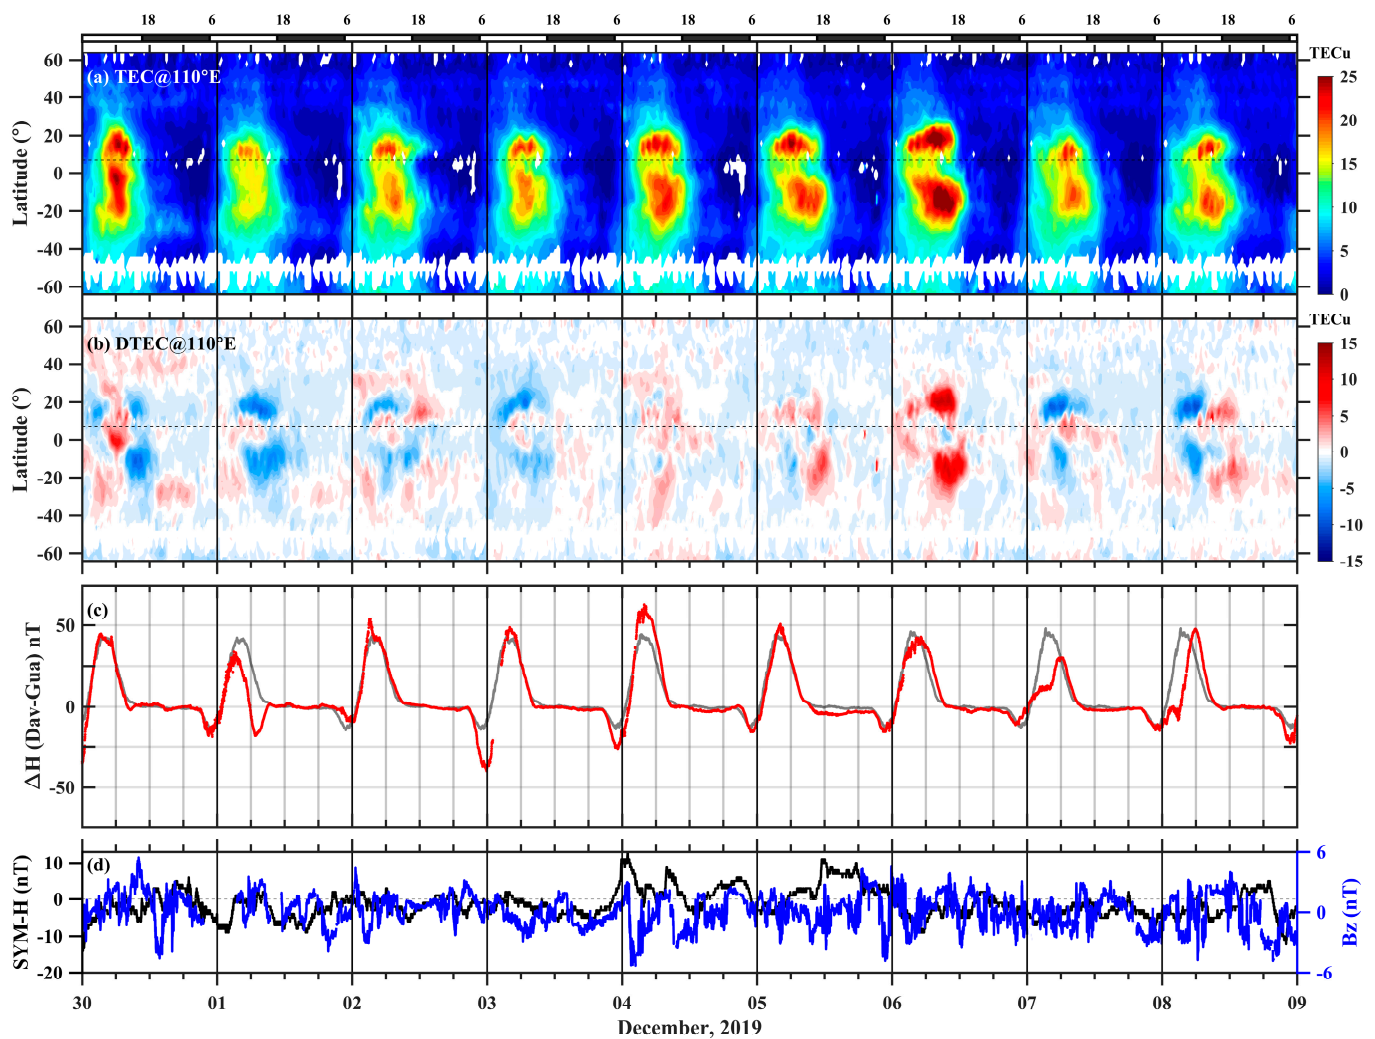 18 6 18 6 18 6 18 6 18 6 18 6 18 6 18 6 18 6
TECu
(a) TEC@110°E
Latitude (°)
60
40
20
0
-20
-40
-60
25
20
15
10
5
0
TECu
(b) DTEC@110°E
Latitude (°)
60
40
20
0
-20
-40
-60
15
10
5
0
-5
-10
-15
(c)
ΔH (Dav-Gua) nT
50
0
-50
(d)
SYM-H (nT)
10
0
-10
-20
6
0
-6
Bz (nT)
30 01 02 03 04 05 06 07 08 09
December, 2019